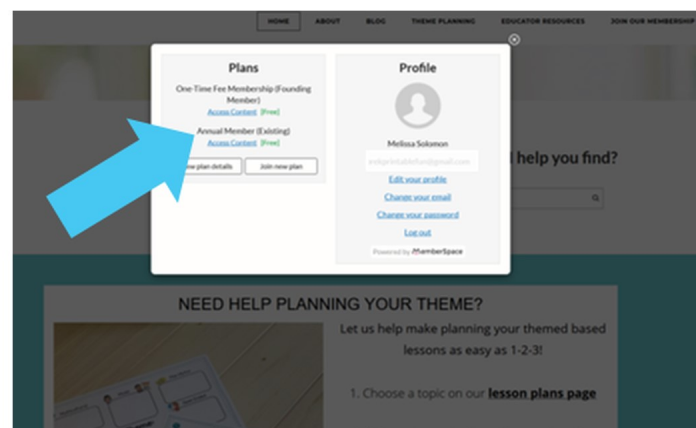 HOME ABOUT BLOG THEME PLANNING EDUCATOR RESOURCES JOIN OUR MEMBERSHIP
Plans
One-Time Fee Membership (Founding
Member)
Access Content [Free]
Annual Member (Existing)
Access Content [Free]
plan details Join new plan
Profile
Melissa Solomon
Edit your profile
Change your email
Change your password
Log out
Powered by MemberSpace
help you find?
NEED HELP PLANNING YOUR THEME?
Let us help make planning your themed based
lessons as easy as 1-2-3!
1. Choose a topic on our lesson plans page